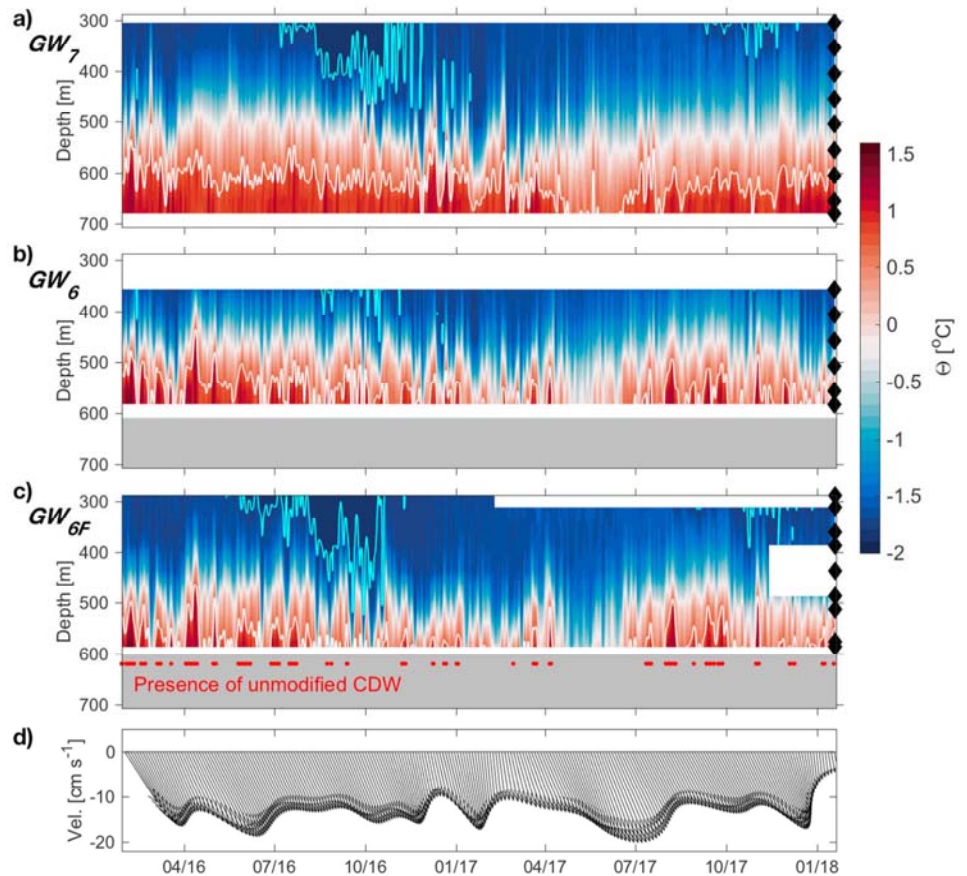 a)
GW7
Depth [m]
300
400
500
600
700
b)
GW6
Depth [m]
300
400
500
600
700
c)
GW6F
Depth [m]
300
400
500
600
700
Presence of unmodified CDW
1.5
1
0.5
0
-0.5
-1
-1.5
-2
Θ [°C]
d)
Vel. [cm s-1]
0
-10
-20
04/16 07/16 10/16 01/17 04/17 07/17 10/17 01/18